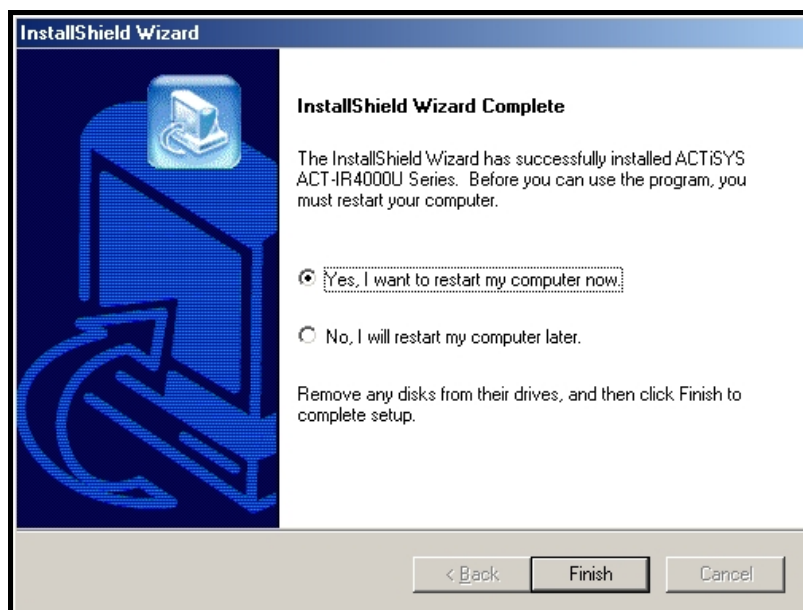 InstallShield Wizard
InstallShield Wizard Complete
The InstallShield Wizard has successfully installed ACTiSYS
ACT-IR4000U Series.  Before you can use the program, you
must restart your computer.
Yes, I want to restart my computer now.
No, I will restart my computer later.
Remove any disks from their drives, and then click Finish to
complete setup.
< Back
Finish
Cancel